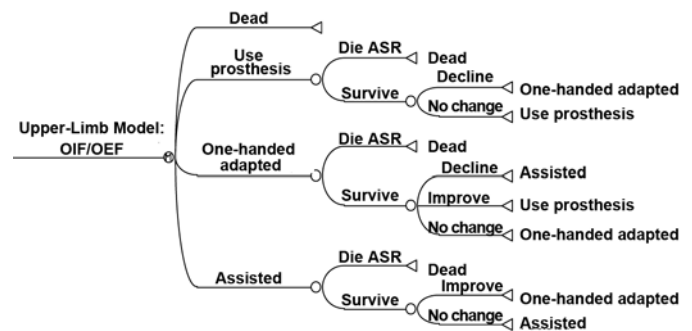 Dead
Use
prosthesis
Die ASR
Dead
Survive
Decline
One-handed adapted
No change
Use prosthesis
Upper-Limb Model:
OIF/OEF
One-handed
adapted
Die ASR
Dead
Survive
Decline
Assisted
Improve
Use prosthesis
No change
One-handed adapted
Assisted
Die ASR
Dead
Survive
Improve
One-handed adapted
No change
Assisted